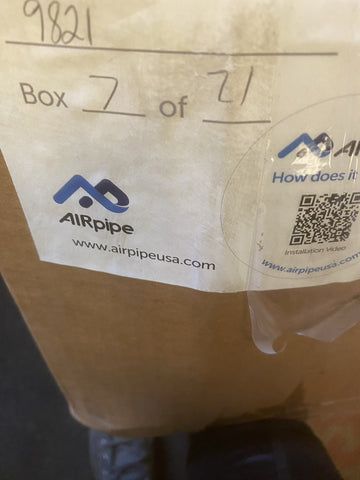 9821
Box 7 of 21
AIRpipe
www.airpipeusa.com
How does it
Installation Video
www.airpipeusa.com